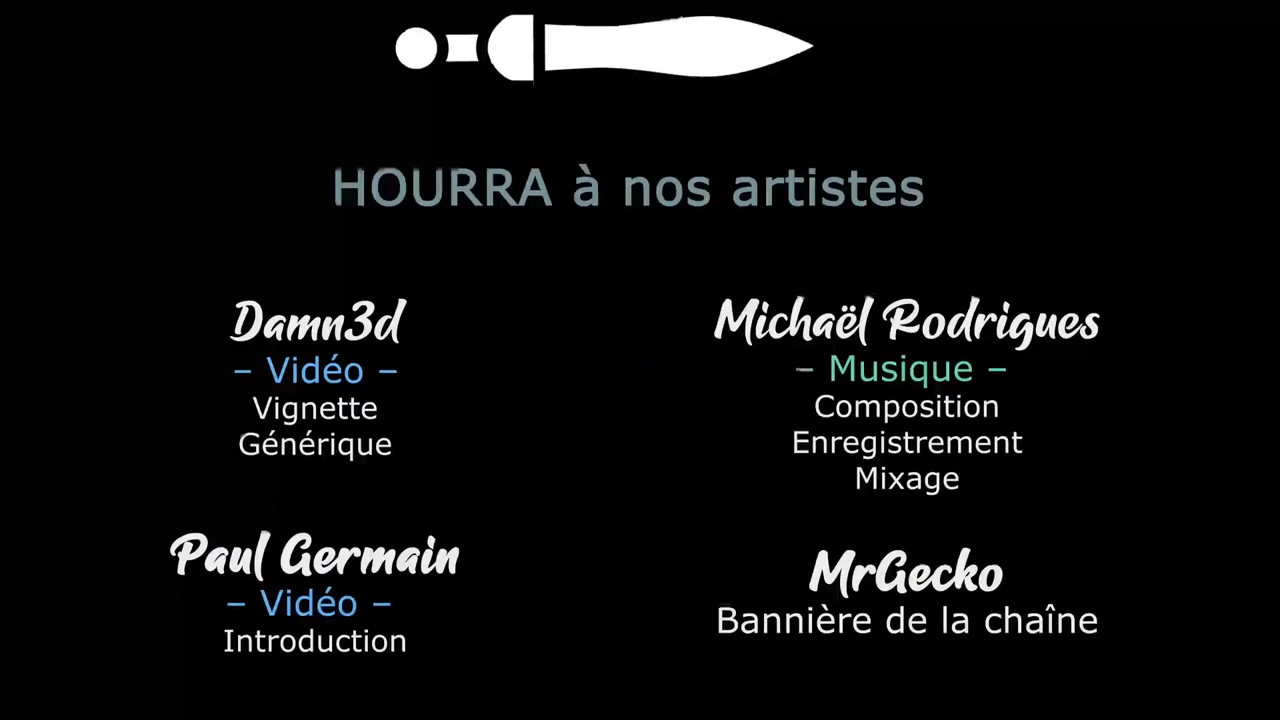 HOURRA à nos artistes
Damn3d
– Vidéo –
Vignette
Générique
Michaël Rodrigues
– Musique –
Composition
Enregistrement
Mixage
Paul Germain
– Vidéo –
Introduction
MrGecko
Bannière de la chaîne